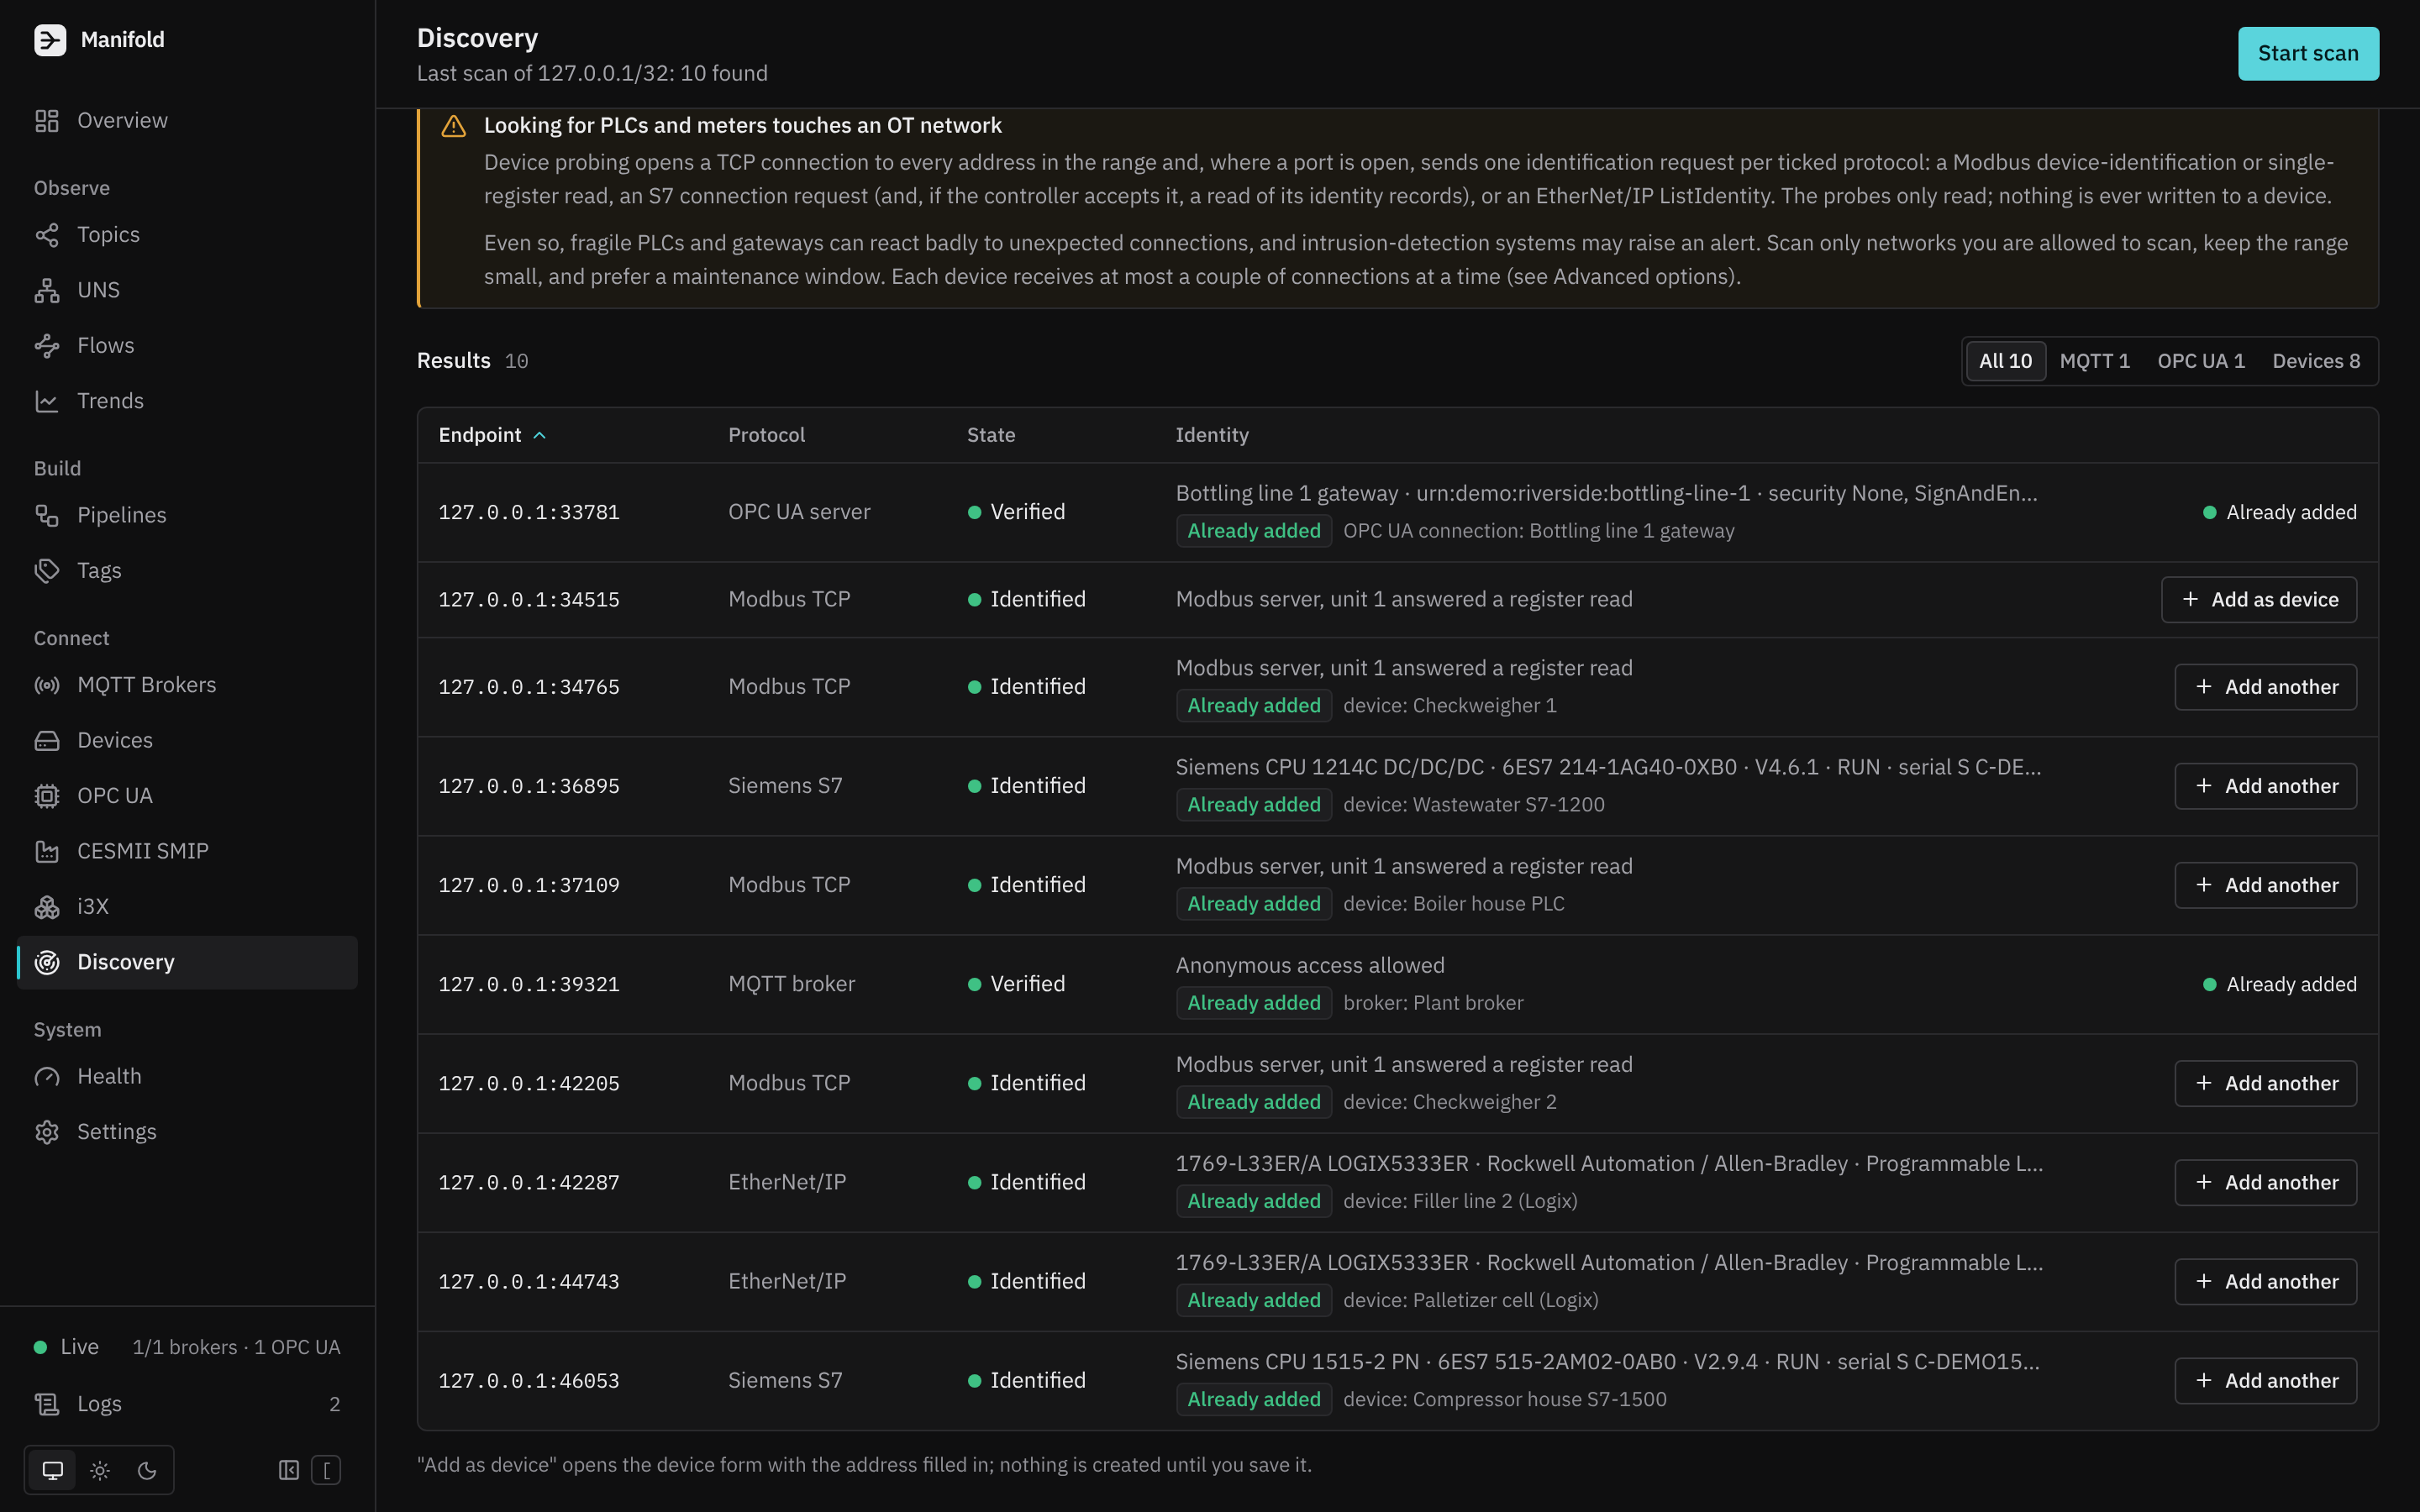 Manifold
Overview
Observe
Topics
UNS
Flows
Trends
Build
Pipelines
Tags
Connect
MQTT Brokers
Devices
OPC UA
CESMII SMIP
i3X
Discovery
System
Health
Settings
Live 1/1 brokers · 1 OPC UA
Logs 2
[
Discovery
Last scan of 127.0.0.1/32: 10 found
Start scan
Looking for PLCs and meters touches an OT network
Device probing opens a TCP connection to every address in the range and, where a port is open, sends one identification request per ticked protocol: a Modbus device-identification or single-
register read, an S7 connection request (and, if the controller accepts it, a read of its identity records), or an EtherNet/IP ListIdentity. The probes only read; nothing is ever written to a device.
Even so, fragile PLCs and gateways can react badly to unexpected connections, and intrusion-detection systems may raise an alert. Scan only networks you are allowed to scan, keep the range
small, and prefer a maintenance window. Each device receives at most a couple of connections at a time (see Advanced options).
Results 10
All 10 MQTT 1 OPC UA 1 Devices 8
Endpoint Protocol State Identity
127.0.0.1:33781 OPC UA server Verified Bottling line 1 gateway · urn:demo:riverside:bottling-line-1 · security None, SignAndEn...
Already added OPC UA connection: Bottling line 1 gateway
Already added
127.0.0.1:34515 Modbus TCP Identified Modbus server, unit 1 answered a register read
+ Add as device
127.0.0.1:34765 Modbus TCP Identified Modbus server, unit 1 answered a register read
Already added device: Checkweigher 1
+ Add another
127.0.0.1:36895 Siemens S7 Identified Siemens CPU 1214C DC/DC/DC · 6ES7 214-1AG40-0XB0 · V4.6.1 · RUN · serial S C-DE...
Already added device: Wastewater S7-1200
+ Add another
127.0.0.1:37109 Modbus TCP Identified Modbus server, unit 1 answered a register read
Already added device: Boiler house PLC
+ Add another
127.0.0.1:39321 MQTT broker Verified Anonymous access allowed
Already added broker: Plant broker
Already added
127.0.0.1:42205 Modbus TCP Identified Modbus server, unit 1 answered a register read
Already added device: Checkweigher 2
+ Add another
127.0.0.1:42287 EtherNet/IP Identified 1769-L33ER/A LOGIX5333ER · Rockwell Automation / Allen-Bradley · Programmable L...
Already added device: Filler line 2 (Logix)
+ Add another
127.0.0.1:44743 EtherNet/IP Identified 1769-L33ER/A LOGIX5333ER · Rockwell Automation / Allen-Bradley · Programmable L...
Already added device: Palletizer cell (Logix)
+ Add another
127.0.0.1:46053 Siemens S7 Identified Siemens CPU 1515-2 PN · 6ES7 515-2AM02-0AB0 · V2.9.4 · RUN · serial S C-DEMO15...
Already added device: Compressor house S7-1500
+ Add another
"Add as device" opens the device form with the address filled in; nothing is created until you save it.